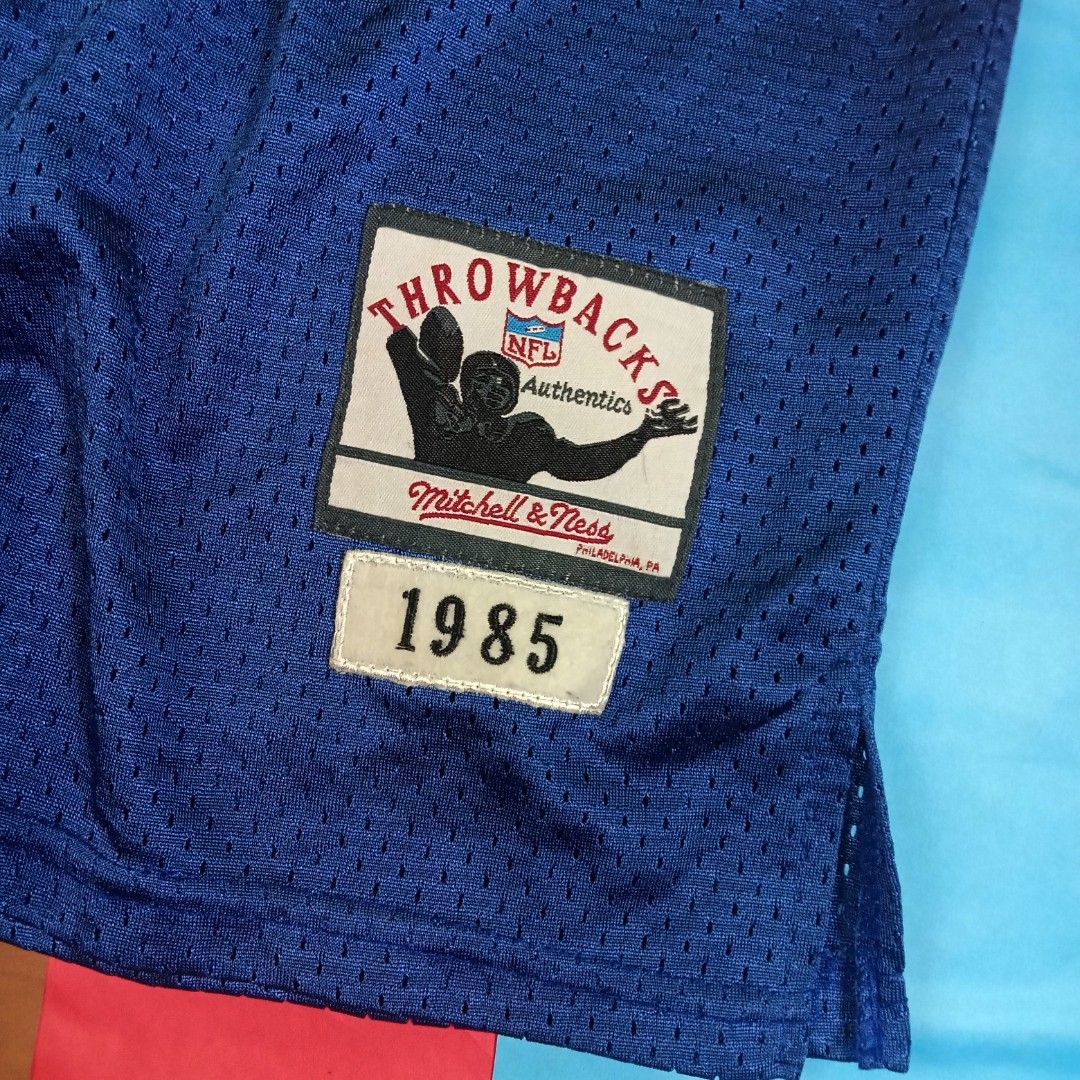 THROWBACKS
NFL
Authentics
Mitchell & Ness
PHILADELPHIA, PA
1985